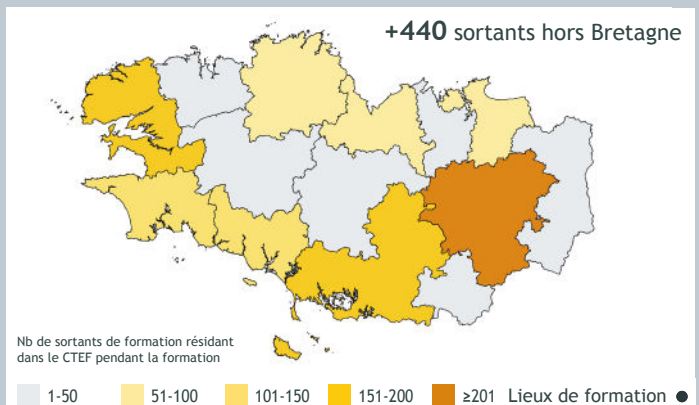 +440 sortants hors Bretagne
Nb de sortants de formation résidant
dans le CTEF pendant la formation
1-50 51-100 101-150 151-200 ≥201 Lieux de formation